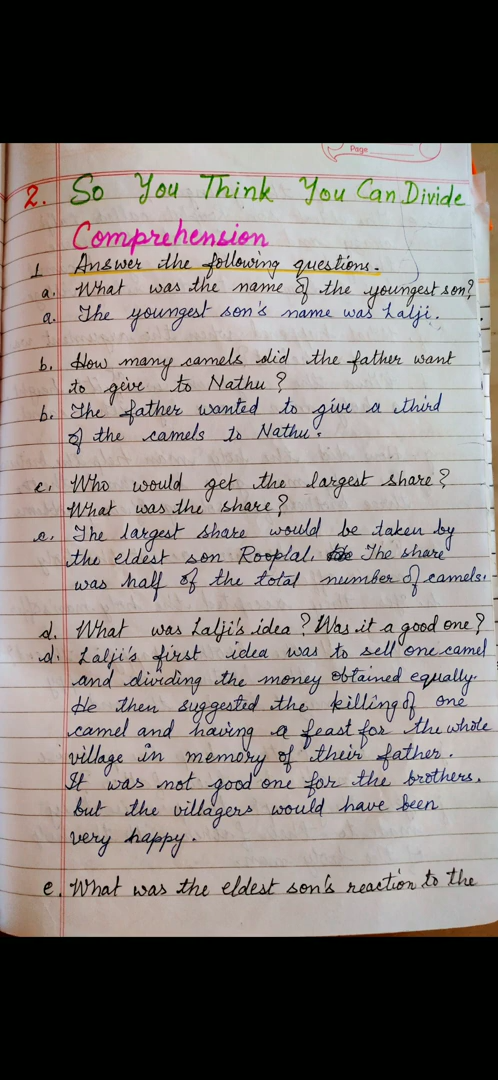 Page
2. So You Think You Can Divide
Comprehension
1 Answer the following questions.
a. What was the name of the youngest son?
a. The youngest son's name was Lalji.
b. How many camels did the father want
to give to Nathu?
b. The father wanted to give a third
of the camels to Nathu.
c. Who would get the largest share?
What was the share?
c. The largest share would be taken by
the eldest son Rooplal. The share
was half of the total number of camels.
d. What was Lalji's idea? Was it a good one?
d. Lalji's first idea was to sell one camel
and dividing the money obtained equally.
He then suggested the killing of one
camel and having a feast for the whole
village in memory of their father.
It was not good one for the brothers.
but the villagers would have been
very happy.
e. What was the eldest son's reaction to the